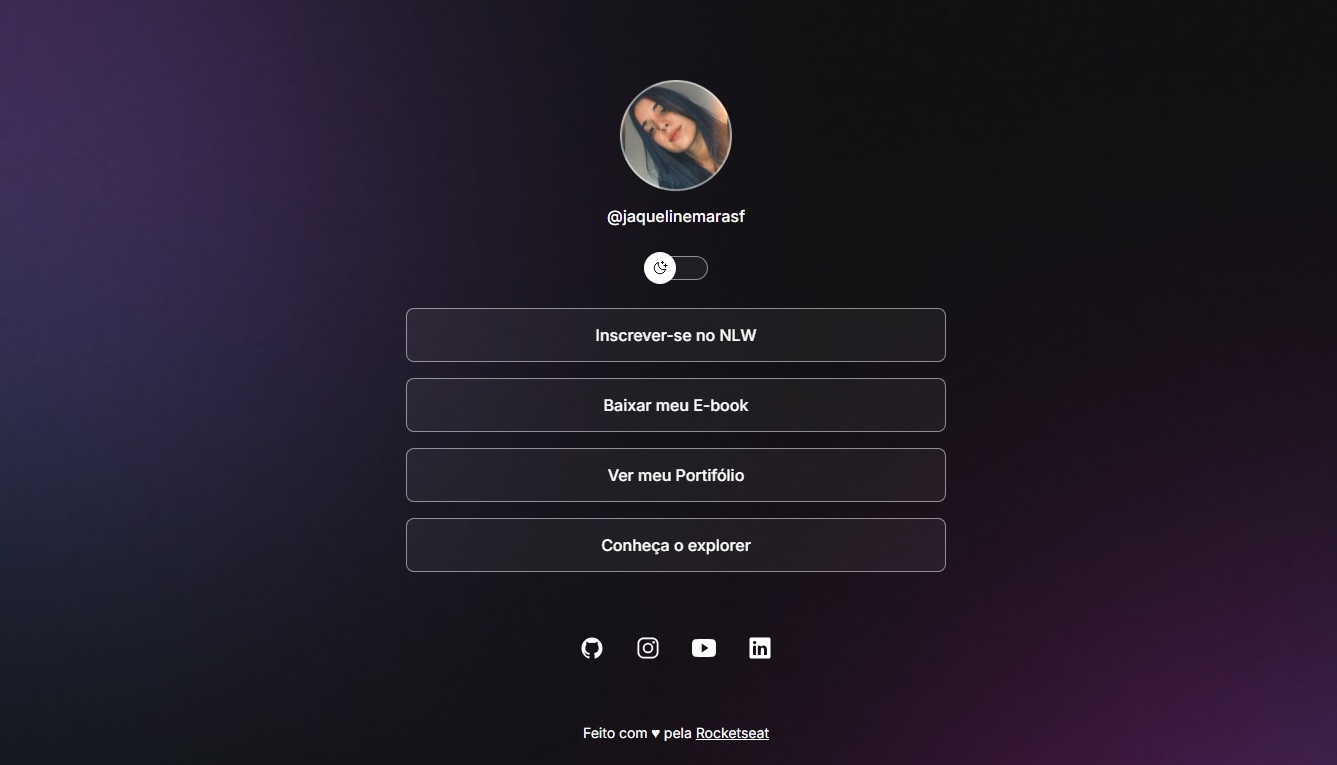 @jaquelinemarasf
Inscrever-se no NLW
Baixar meu E-book
Ver meu Portifólio
Conheça o explorer
Feito com ♥ pela Rocketseat